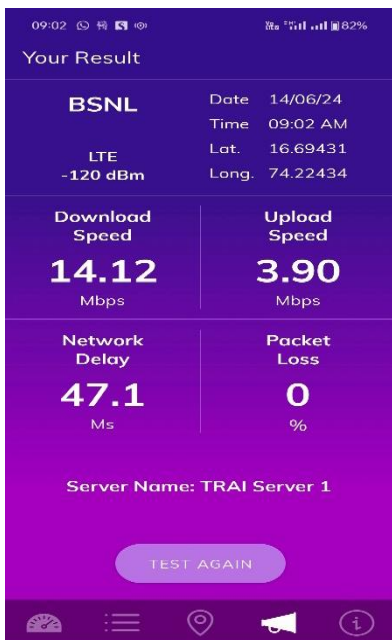 09:02 82%
Your Result
BSNL
LTE
-120 dBm
Date 14/06/24
Time 09:02 AM
Lat. 16.69431
Long. 74.22434
Download
Speed
14.12
Mbps
Upload
Speed
3.90
Mbps
Network
Delay
47.1
Ms
Packet
Loss
0
%
Server Name: TRAI Server 1
TEST AGAIN